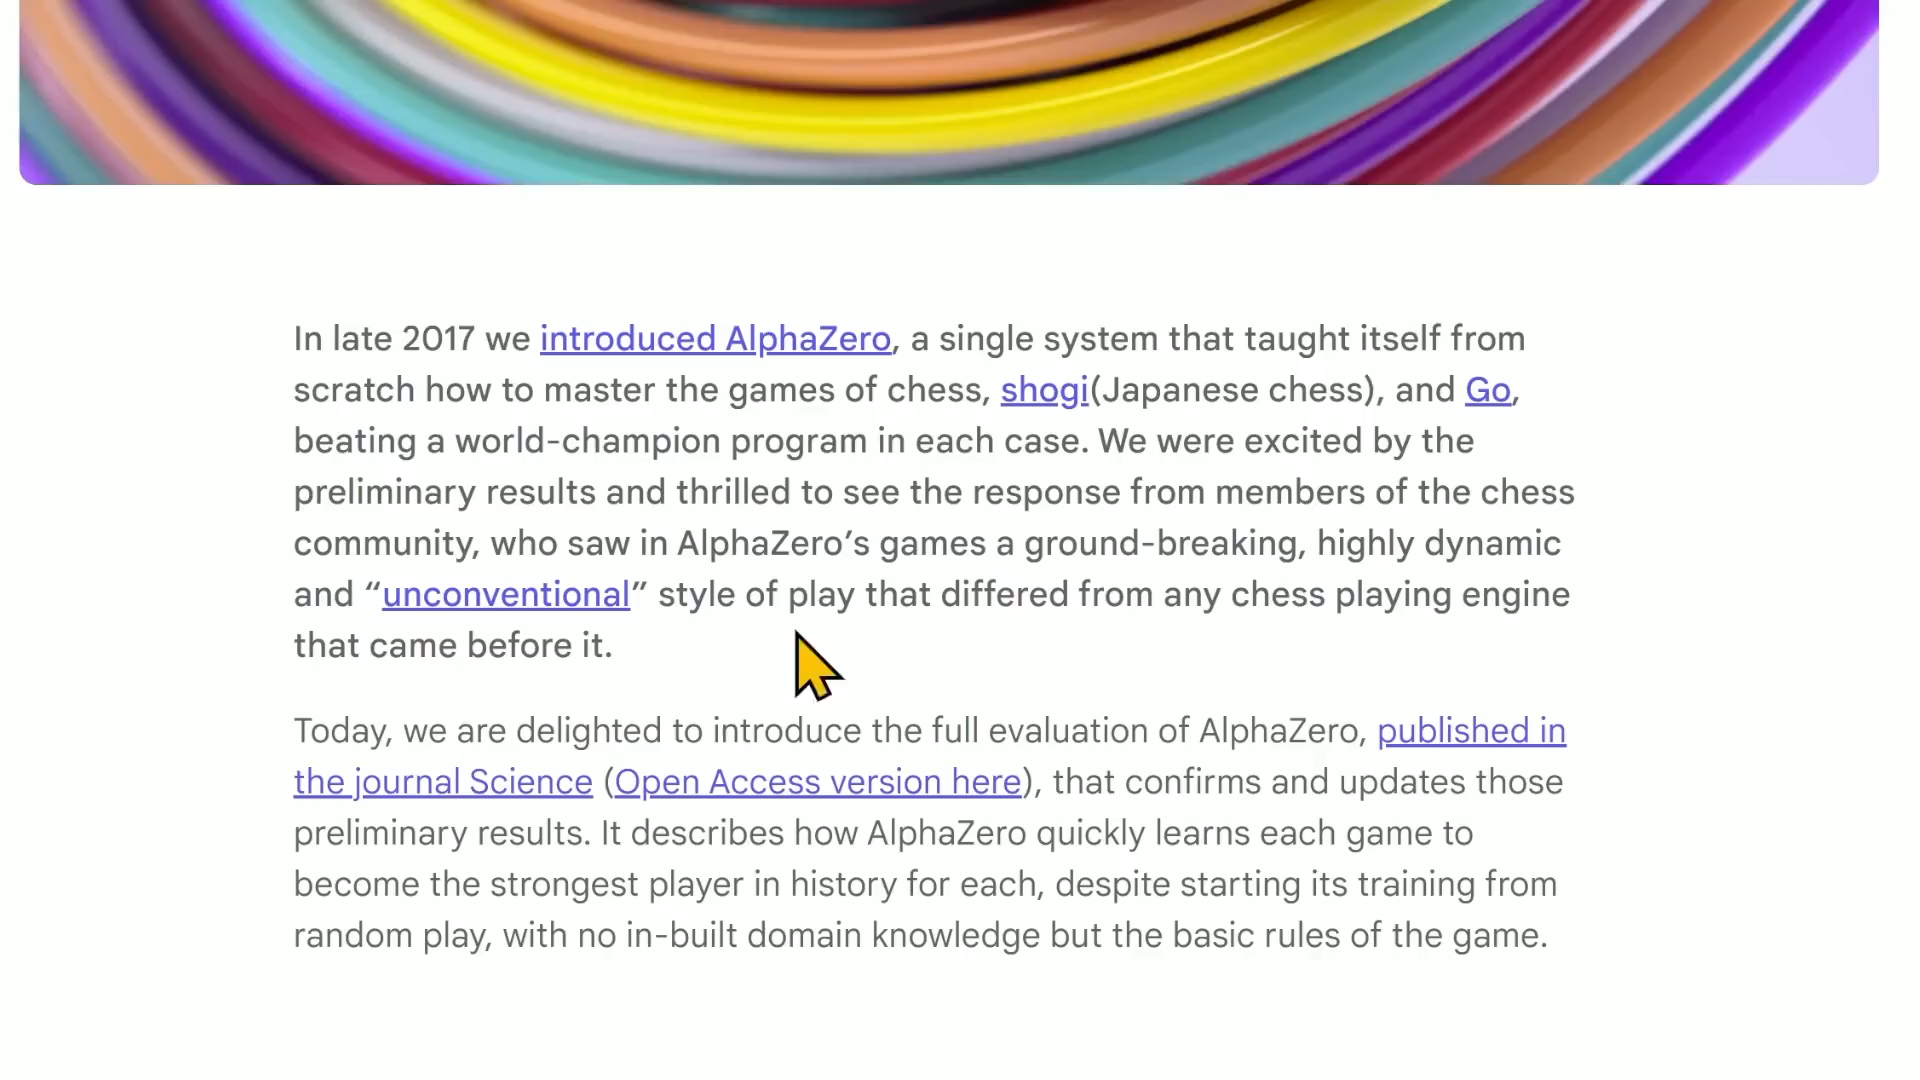 In late 2017 we introduced AlphaZero, a single system that taught itself from
scratch how to master the games of chess, shogi(Japanese chess), and Go,
beating a world-champion program in each case. We were excited by the
preliminary results and thrilled to see the response from members of the chess
community, who saw in AlphaZero’s games a ground-breaking, highly dynamic
and “unconventional” style of play that differed from any chess playing engine
that came before it.
Today, we are delighted to introduce the full evaluation of AlphaZero, published in
the journal Science (Open Access version here), that confirms and updates those
preliminary results. It describes how AlphaZero quickly learns each game to
become the strongest player in history for each, despite starting its training from
random play, with no in-built domain knowledge but the basic rules of the game.